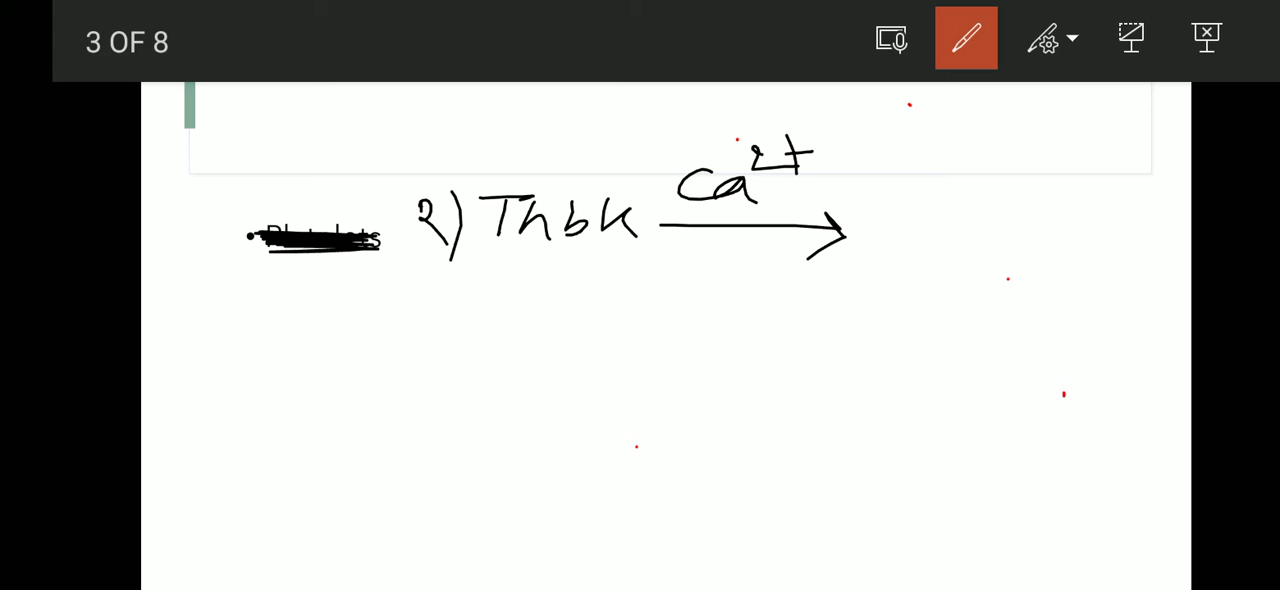 3 OF 8
2) Thbk Ca2+ →